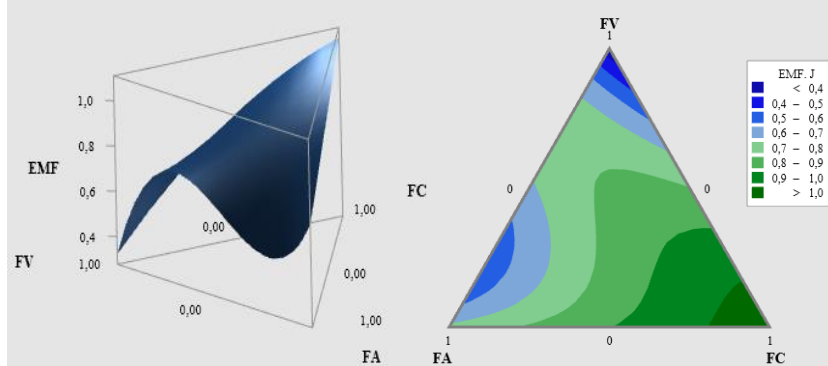 1,0
0,8
EMF
0,6
0,4
FV
1,00
0,00
0,00
1,00
0,00
1,00
FA
FC
FV
1
0
0
1
0
1
FA
FC
EMF. J
< 0,4
0,4 – 0,5
0,5 – 0,6
0,6 – 0,7
0,7 – 0,8
0,8 – 0,9
0,9 – 1,0
> 1,0